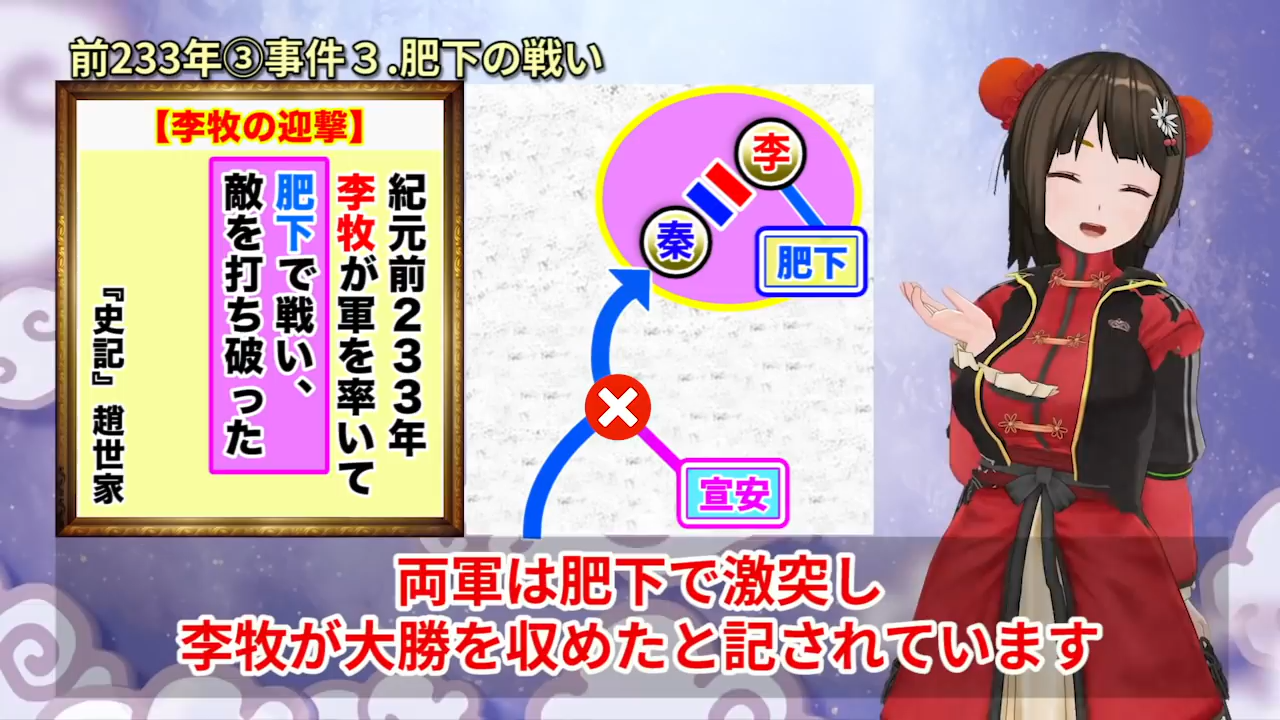 前233年③事件３.肥下の戦い
【李牧の迎撃】
紀元前２３３年
李牧が軍を率いて
肥下で戦い、
敵を打ち破った
『史記』趙世家
李
秦
肥下
宜安
両軍は肥下で激突し
李牧が大勝を収めたと記されています